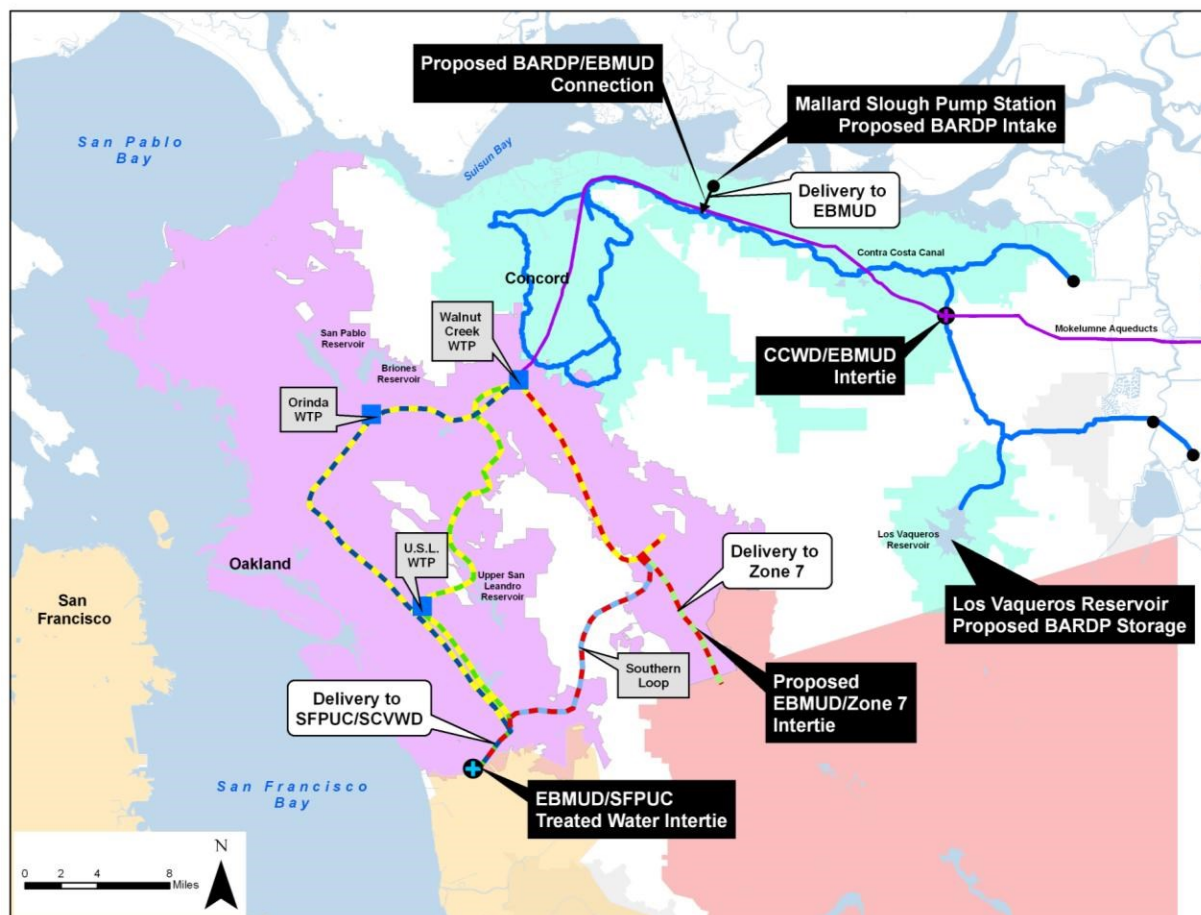 Proposed BARDP/EBMUD
Connection
Mallard Slough Pump Station
Proposed BARDP Intake
San Pablo
Bay
Suisun Bay
Delivery to
EBMUD
Contra Costa Canal
Concord
Walnut
Creek
WTP
San Pablo
Reservoir
Briones
Reservoir
Mokelumne Aqueducts
CCWD/EBMUD
Intertie
Orinda
WTP
Los Vaqueros
Reservoir
U.S.L.
WTP
Oakland
Upper San
Leandro
Reservoir
Delivery to
Zone 7
San
Francisco
Los Vaqueros Reservoir
Proposed BARDP Storage
Southern
Loop
Proposed
EBMUD/Zone 7
Intertie
Delivery to
SFPUC/SCVWD
San Francisco
Bay
EBMUD/SFPUC
Treated Water Intertie
N
0 2 4 8
Miles